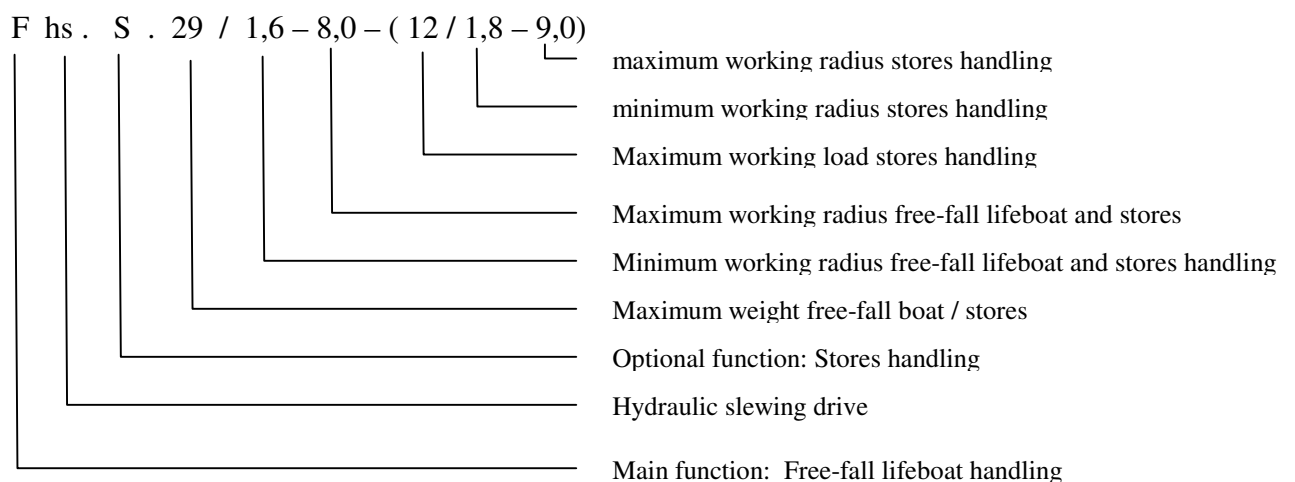 F hs . S . 29 / 1,6 – 8,0 – ( 12 / 1,8 – 9,0)
maximum working radius stores handling
minimum working radius stores handling
Maximum working load stores handling
Maximum working radius free-fall lifeboat and stores
Minimum working radius free-fall lifeboat and stores handling
Maximum weight free-fall boat / stores
Optional function: Stores handling
Hydraulic slewing drive
Main function: Free-fall lifeboat handling